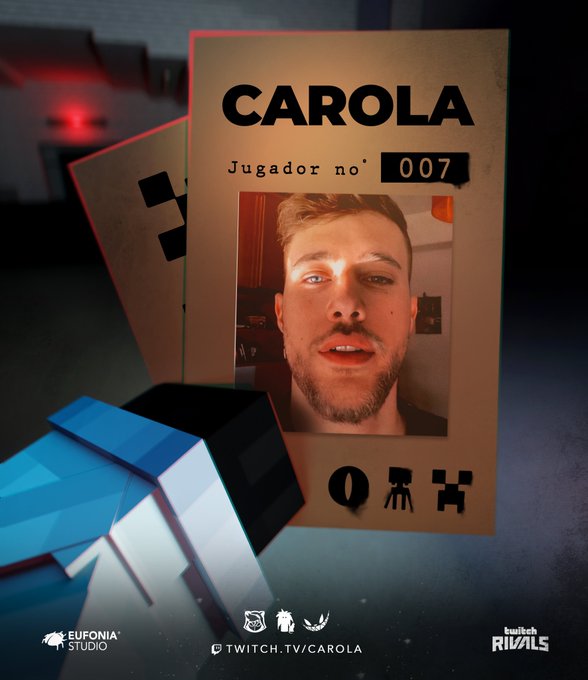 CAROLA
Jugador no° 007
EUFONIA®
STUDIO
TWITCH.TV/CAROLA
twitch
RIVALS